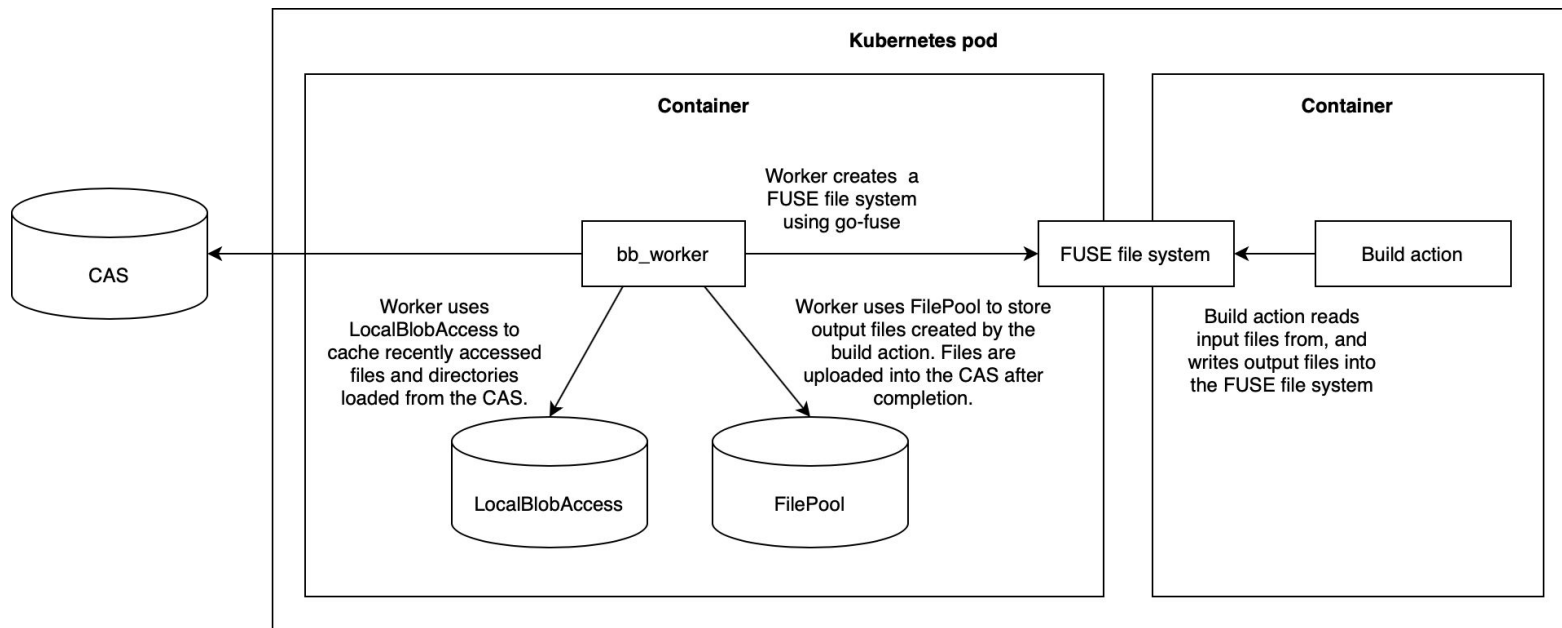 Kubernetes pod
Container
Container
Worker creates a
FUSE file system
using go-fuse
CAS
bb_worker
FUSE file system
Build action
Worker uses
LocalBlobAccess to
cache recently accessed
files and directories
loaded from the CAS.
Worker uses FilePool to store
output files created by the
build action. Files are
uploaded into the CAS after
completion.
Build action reads
input files from, and
writes output files into
the FUSE file system
LocalBlobAccess
FilePool